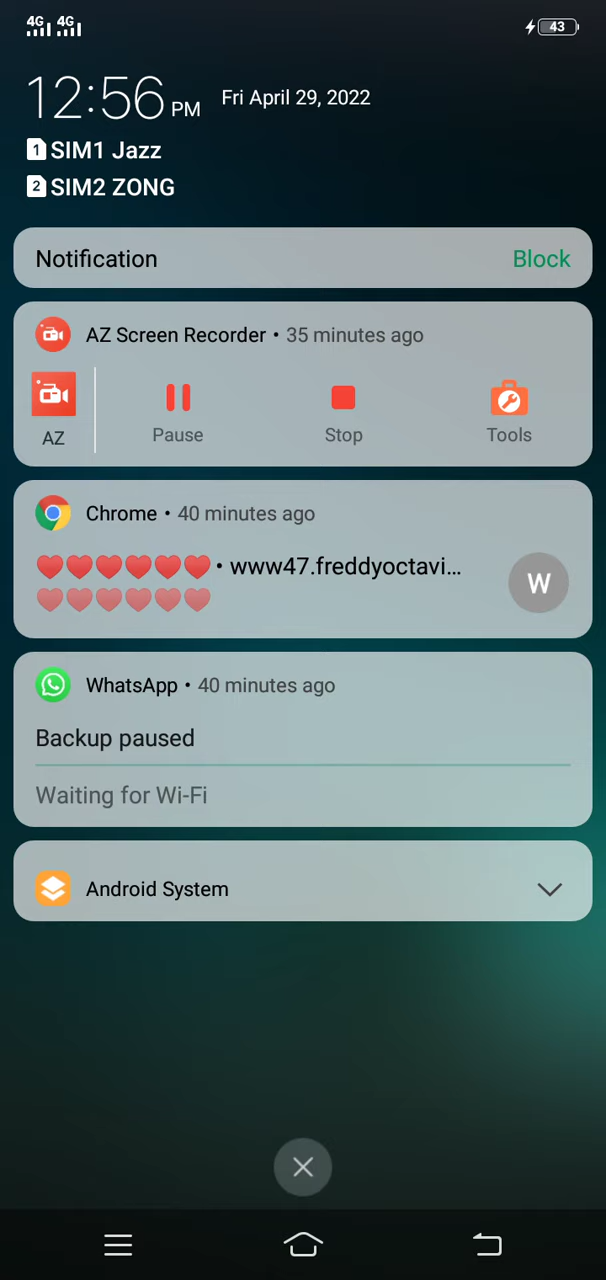 4G 4G 43
12:56 PM Fri April 29, 2022
1 SIM1 Jazz
2 SIM2 ZONG
Notification Block
AZ Screen Recorder • 35 minutes ago
AZ Pause Stop Tools
Chrome • 40 minutes ago
❤️❤️❤️❤️❤️❤️ • www47.freddyoctavi...
❤️❤️❤️❤️❤️❤️
W
WhatsApp • 40 minutes ago
Backup paused
Waiting for Wi-Fi
Android System